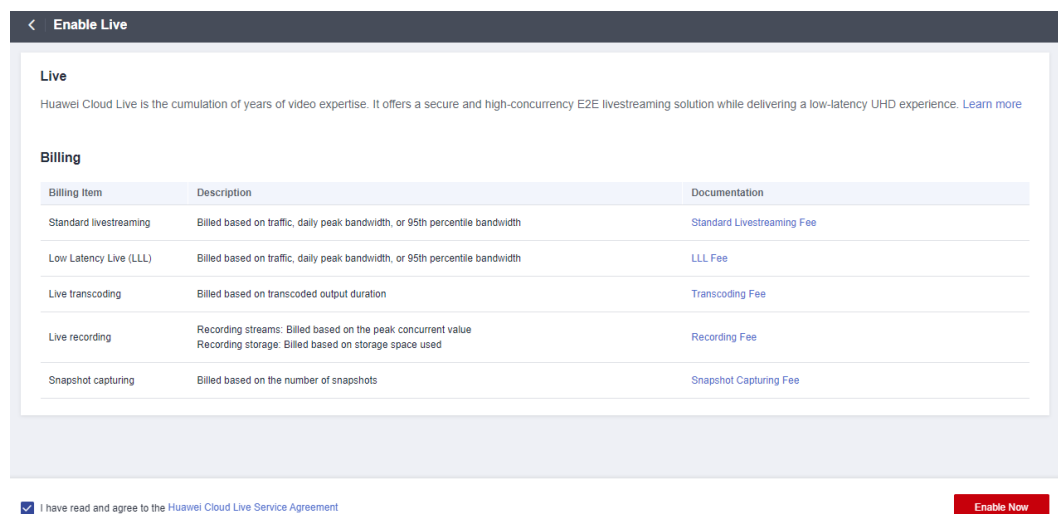 Enable Live
Live
Huawei Cloud Live is the cumulation of years of video expertise. It offers a secure and high-concurrency E2E livestreaming solution while delivering a low-latency UHD experience. Learn more
Billing
Billing Item Description Documentation
Standard livestreaming Billed based on traffic, daily peak bandwidth, or 95th percentile bandwidth Standard Livestreaming Fee
Low Latency Live (LLL) Billed based on traffic, daily peak bandwidth, or 95th percentile bandwidth LLL Fee
Live transcoding Billed based on transcoded output duration Transcoding Fee
Live recording Recording streams: Billed based on the peak concurrent value Recording Fee
Recording storage: Billed based on storage space used
Snapshot capturing Billed based on the number of snapshots Snapshot Capturing Fee
I have read and agree to the Huawei Cloud Live Service Agreement Enable Now